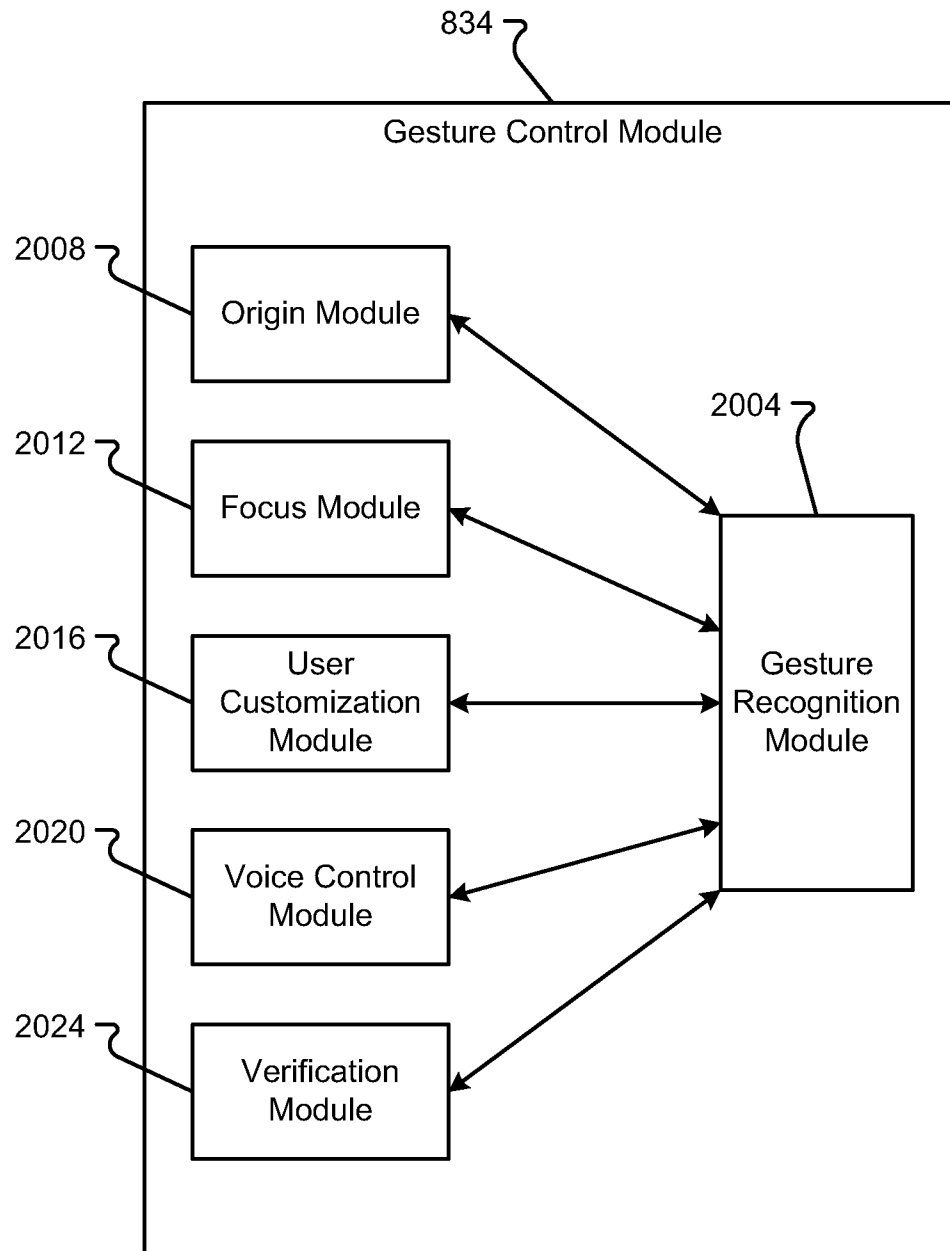 834
Gesture Control Module
2008
Origin Module
2004
2012
Focus Module
2016
User
Customization
Module
Gesture
Recognition
Module
2020
Voice Control
Module
2024
Verification
Module